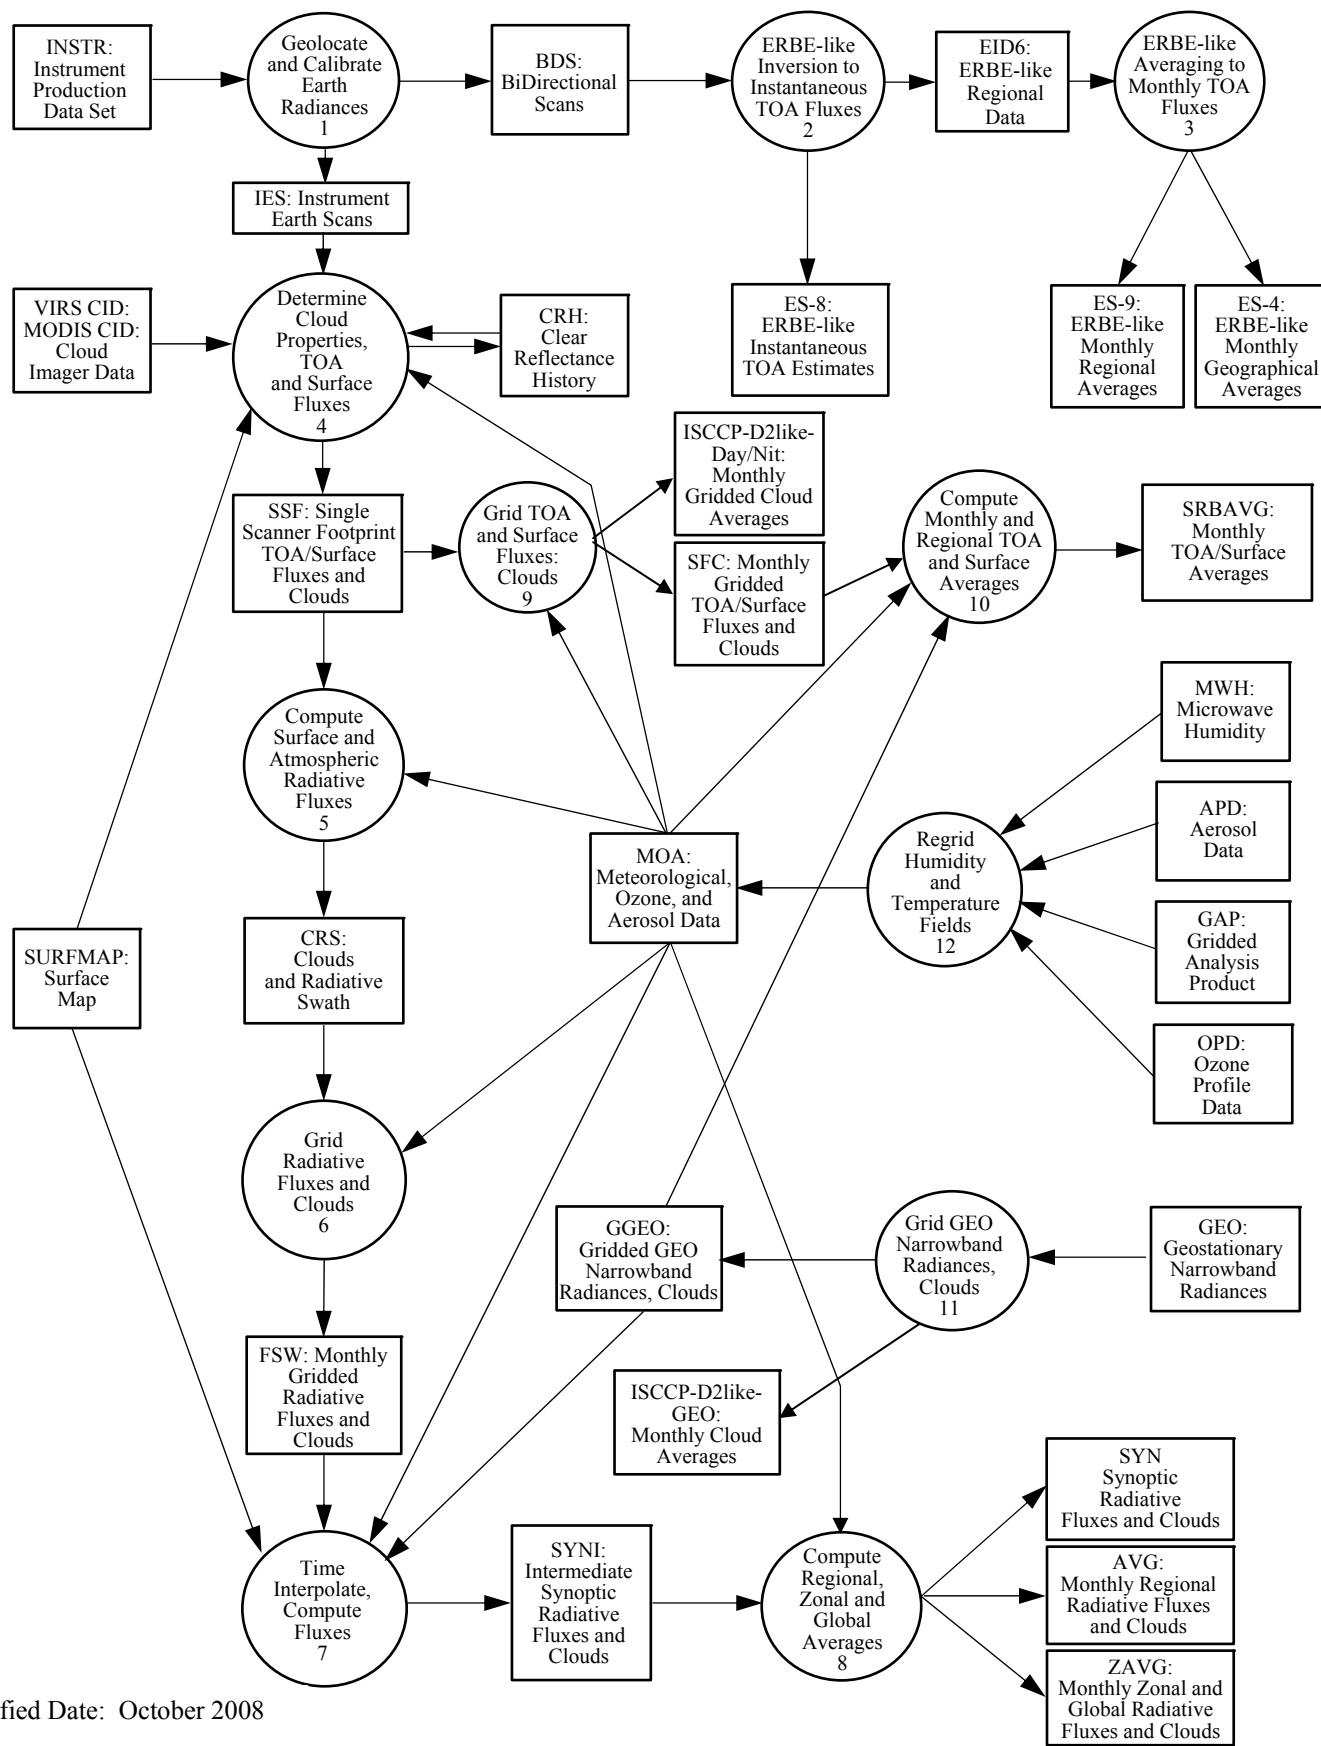 INSTR:
Instrument
Production
Data Set
Geolocate
and Calibrate
Earth
Radiances
1
BDS:
BiDirectional
Scans
ERBE-like
Inversion to
Instantaneous
TOA Fluxes
2
EID6:
ERBE-like
Regional
Data
ERBE-like
Averaging to
Monthly TOA
Fluxes
3
IES: Instrument
Earth Scans
VIRS CID:
MODIS CID:
Cloud
Imager Data
Determine
Cloud
Properties,
TOA
and Surface
Fluxes
4
CRH:
Clear
Reflectance
History
ES-8:
ERBE-like
Instantaneous
TOA Estimates
ES-9:
ERBE-like
Monthly
Regional
Averages
ES-4:
ERBE-like
Monthly
Geographical
Averages
SSF: Single
Scanner Footprint
TOA/Surface
Fluxes and
Clouds
Grid TOA
and Surface
Fluxes:
Clouds
9
ISCCP-D2like-
Day/Nit:
Monthly
Gridded Cloud
Averages
SFC: Monthly
Gridded
TOA/Surface
Fluxes and
Clouds
Compute
Monthly and
Regional TOA
and Surface
Averages
10
SRBAVG:
Monthly
TOA/Surface
Averages
Compute
Surface and
Atmospheric
Radiative
Fluxes
5
MWH:
Microwave
Humidity
APD:
Aerosol
Data
MOA:
Meteorological,
Ozone, and
Aerosol Data
Regrid
Humidity
and
Temperature
Fields
12
GAP:
Gridded
Analysis
Product
OPD:
Ozone
Profile
Data
SURFMAP:
Surface
Map
CRS:
Clouds
and Radiative
Swath
Grid
Radiative
Fluxes and
Clouds
6
GGEO:
Gridded GEO
Narrowband
Radiances, Clouds
Grid GEO
Narrowband
Radiances,
Clouds
11
GEO:
Geostationary
Narrowband
Radiances
FSW: Monthly
Gridded
Radiative
Fluxes and
Clouds
ISCCP-D2like-
GEO:
Monthly Cloud
Averages
Time
Interpolate,
Compute
Fluxes
7
SYNI:
Intermediate
Synoptic
Radiative
Fluxes and
Clouds
Compute
Regional,
Zonal and
Global
Averages
8
SYN
Synoptic
Radiative
Fluxes and Clouds
AVG:
Monthly Regional
Radiative Fluxes
and Clouds
ZAVG:
Monthly Zonal and
Global Radiative
Fluxes and Clouds
fied Date: October 2008